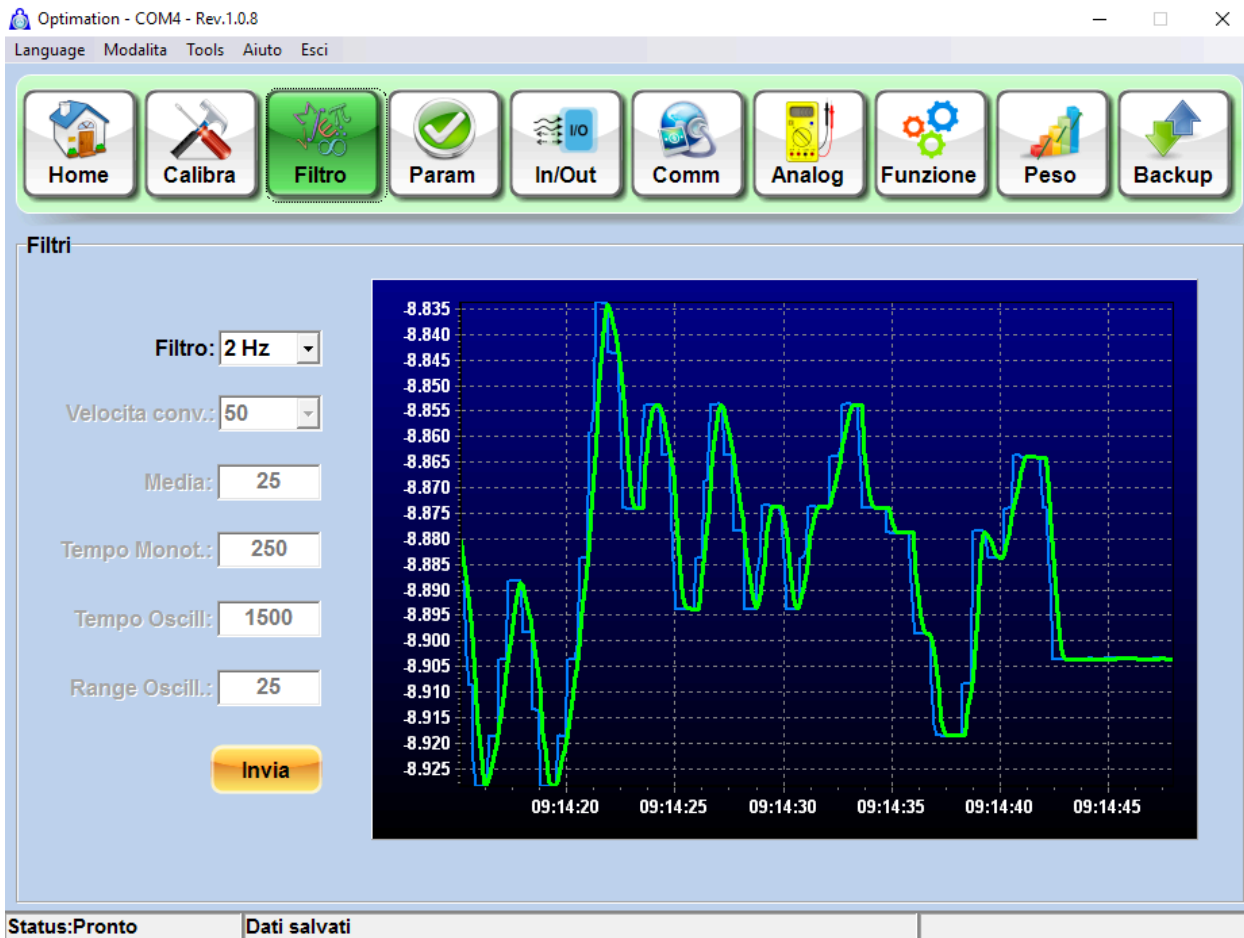 Optimation - COM4 - Rev.1.0.8
Language Modalita Tools Aiuto Esci
Home Calibra Filtro Param In/Out Comm Analog Funzione Peso Backup
I/O
Filtri
Filtro: 2 Hz
Velocita conv.: 50
Media: 25
Tempo Monot.: 250
Tempo Oscill: 1500
Range Oscill.: 25
Invia
-8.835
-8.840
-8.845
-8.850
-8.855
-8.860
-8.865
-8.870
-8.875
-8.880
-8.885
-8.890
-8.895
-8.900
-8.905
-8.910
-8.915
-8.920
-8.925
09:14:20 09:14:25 09:14:30 09:14:35 09:14:40 09:14:45
Status:Pronto Dati salvati